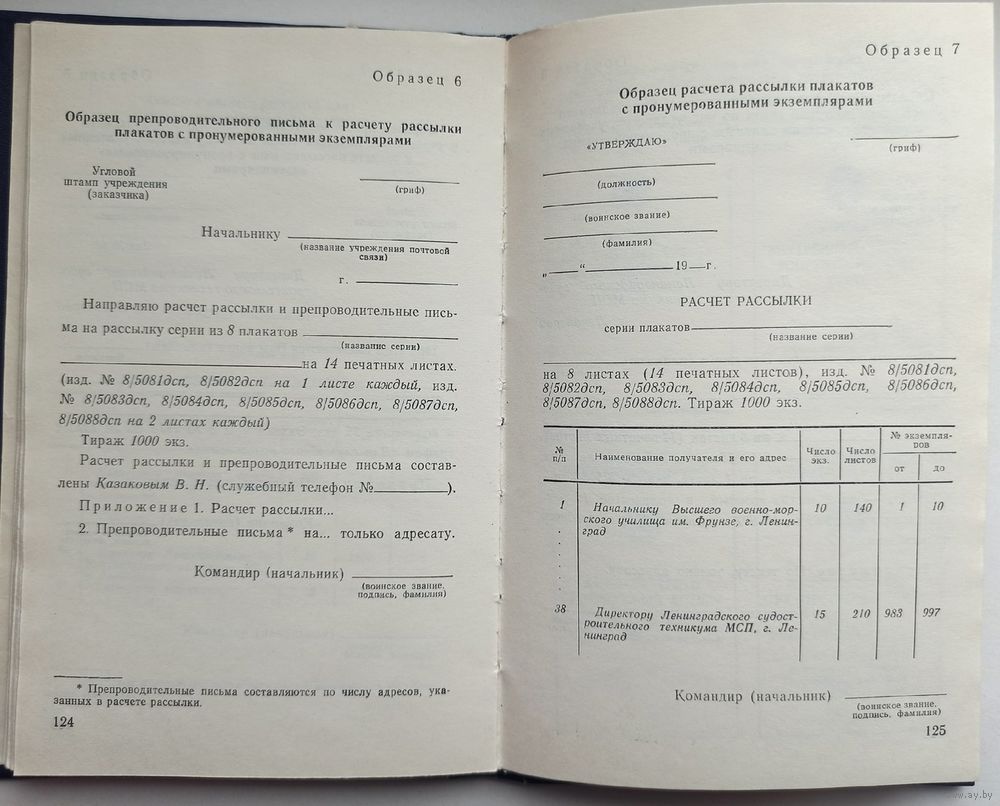 Образец 6
Образец препроводительного письма к расчету рассылки
плакатов с пронумерованными экземплярами
Угловой
штамп учреждения
(заказчика)
(гриф)
Начальнику
(название учреждения почтовой
связи)
г.
Направляю расчет рассылки и препроводительные пись-
ма на рассылку серии из 8 плакатов
(название серии)
на 14 печатных листах.
(изд. № 8/5081дсп, 8/5082дсп на 1 листе каждый, изд.
№ 8/5083дсп, 8/5084дсп, 8/5085дсп, 8/5086дсп, 8/5087дсп,
8/5088дсп на 2 листах каждый)
Тираж 1000 экз.
Расчет рассылки и препроводительные письма состав-
лены Казаковым В. Н. (служебный телефон №________).
Приложение 1. Расчет рассылки...
2. Препроводительные письма * на... только адресату.
Командир (начальник)
(воинское звание,
подпись, фамилия)
* Препроводительные письма составляются по числу адресов, ука-
занных в расчете рассылки.
124
Образец 7
Образец расчета рассылки плакатов
с пронумерованными экземплярами
«УТВЕРЖДАЮ»
(гриф)
(должность)
(воинское звание)
(фамилия)
„____“____________19__г.
РАСЧЕТ РАССЫЛКИ
серии плакатов
(название серии)
на 8 листах (14 печатных листов), изд. № 8/5081дсп,
8/5082дсп, 8/5083дсп, 8/5084дсп, 8/5085дсп, 8/5086дсп,
8/5087дсп, 8/5088дсп. Тираж 1000 экз.
№ п/п Наименование получателя и его адрес Число экз. Число листов № экземпля-ров от до
1 Начальнику Высшего военно-мор- 10 140 1 10
ского училища им. Фрунзе, г. Ленин-
град
38 Директору Ленинградского судост- 15 210 983 997
роительного техникума МСП, г. Ле-
нинград
Командир (начальник)
(воинское звание,
подпись, фамилия)
125
www.ay.by